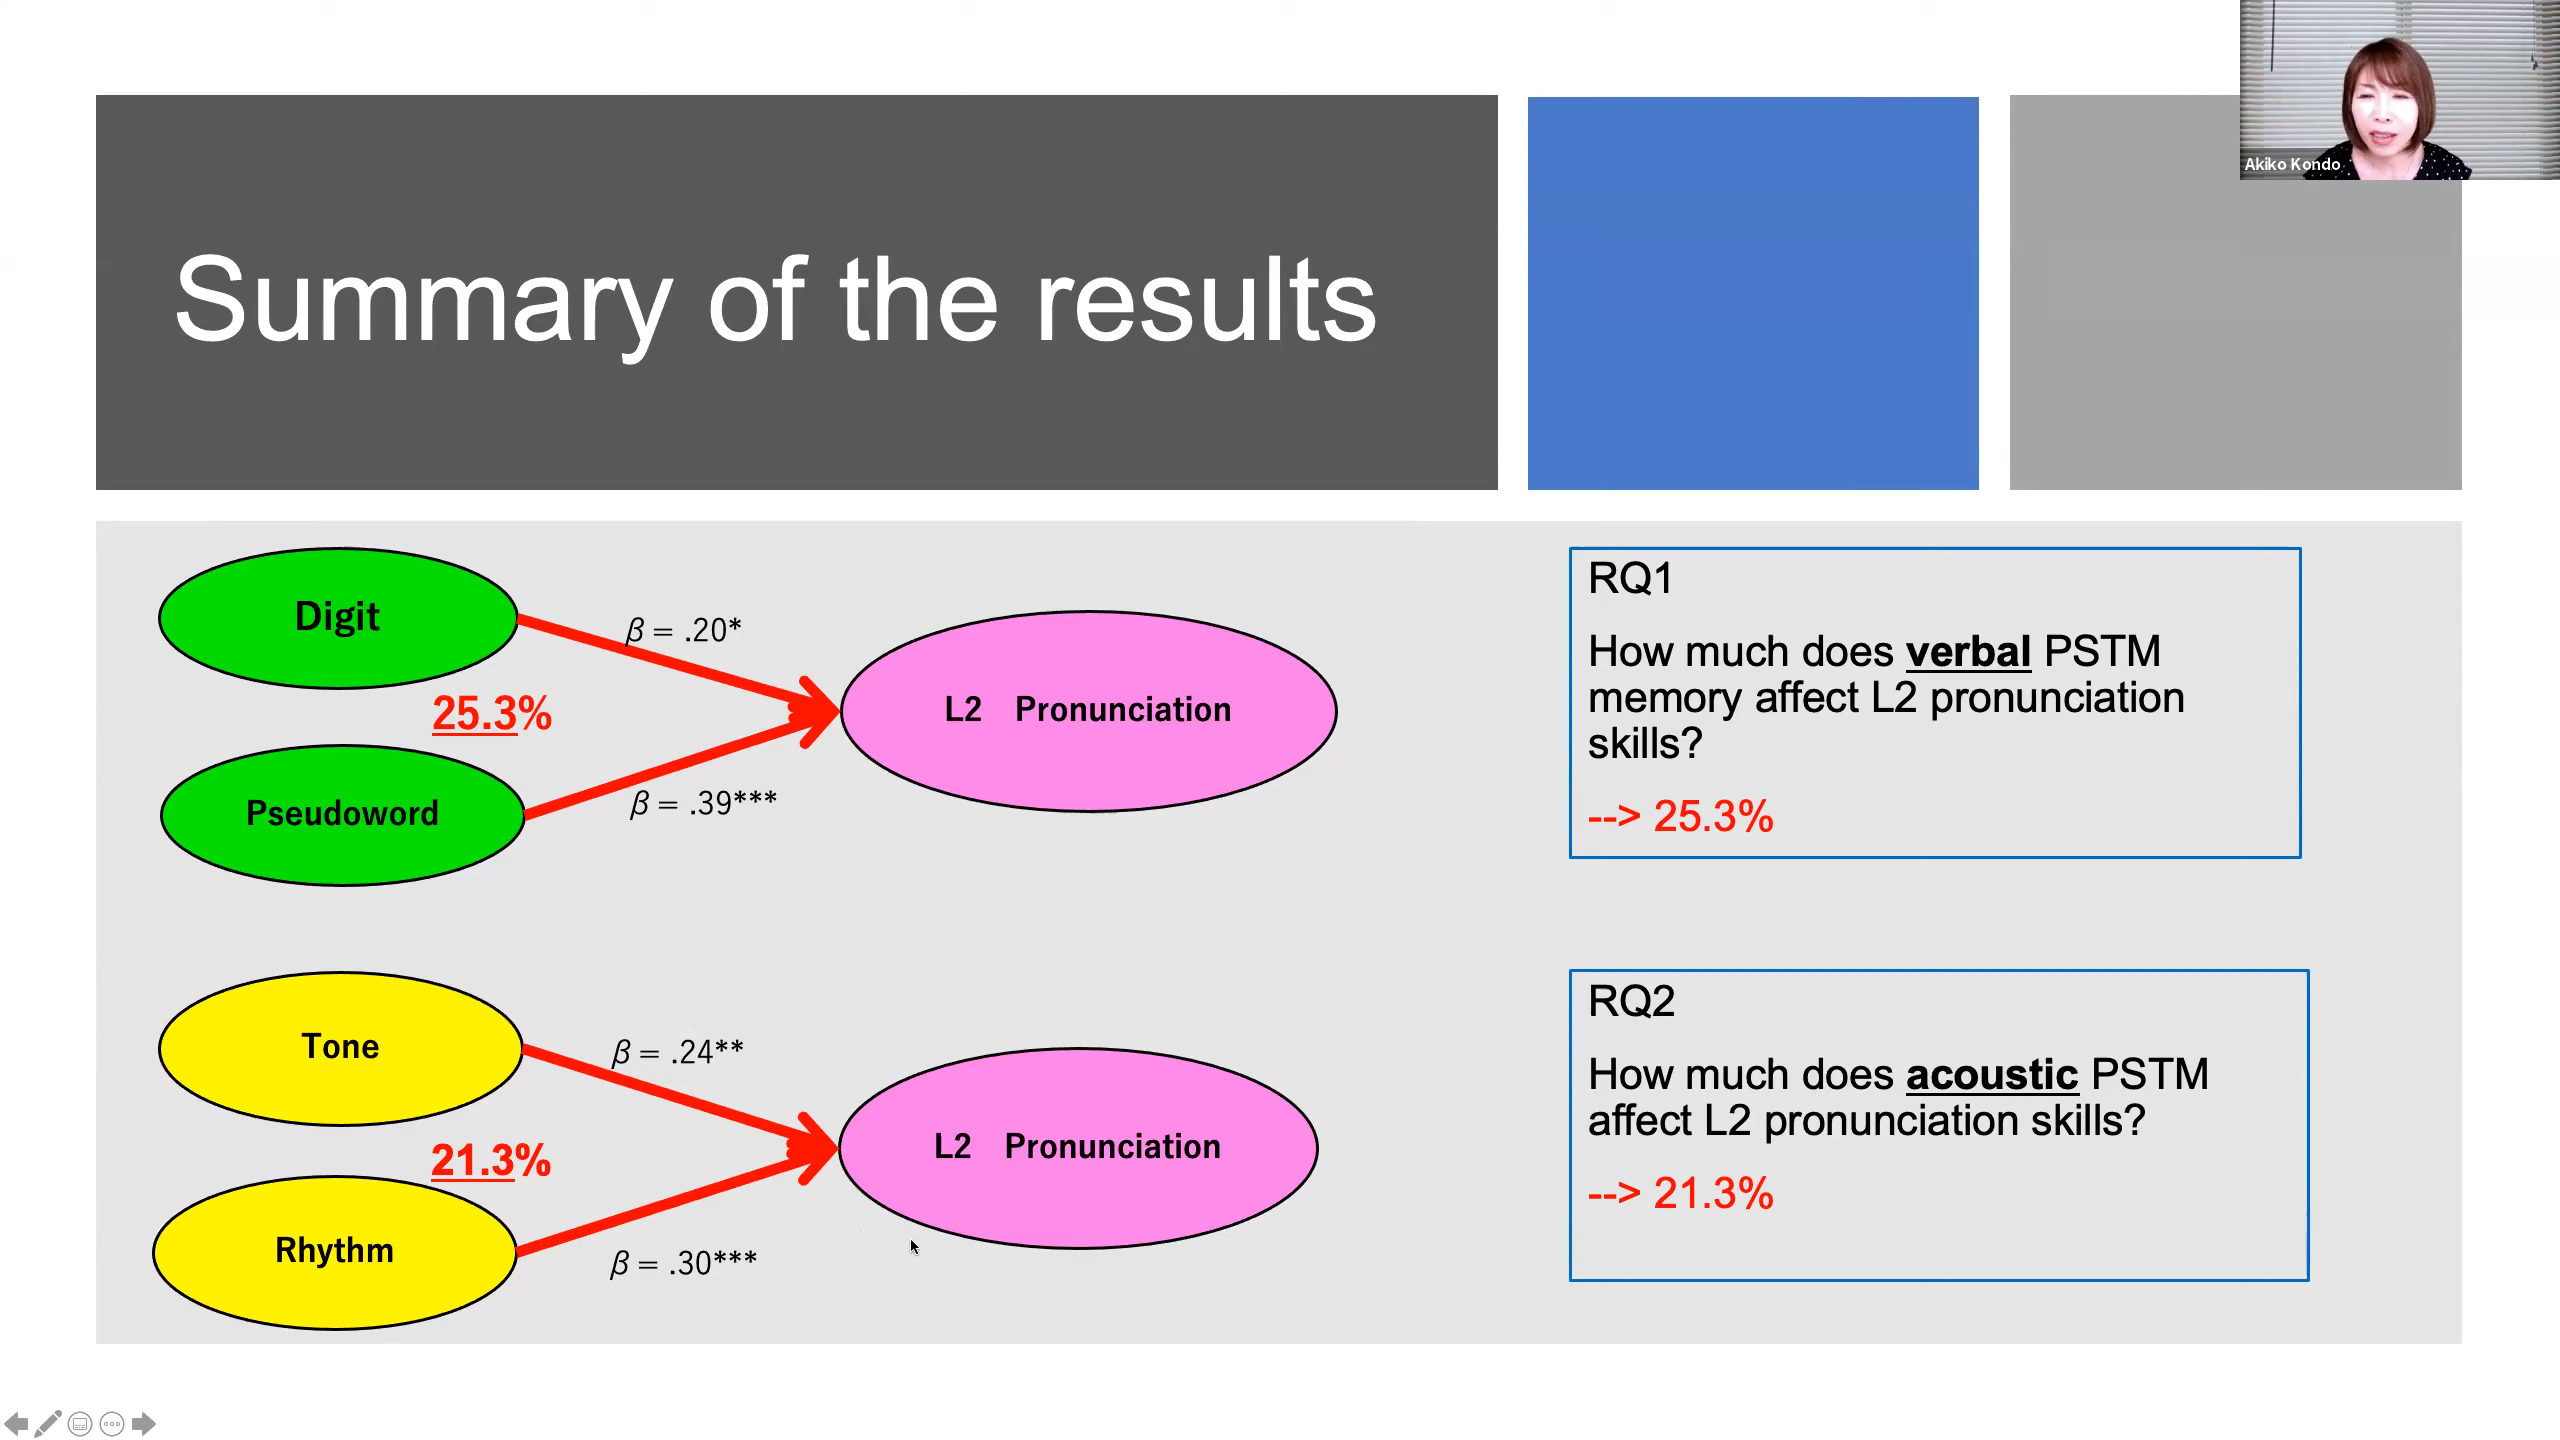 Akiko Kondo
Summary of the results
Digit
β = .20*
25.3%
L2 Pronunciation
Pseudoword
β = .39***
RQ1
How much does verbal PSTM
memory affect L2 pronunciation
skills?
--> 25.3%
Tone
β = .24**
21.3%
L2 Pronunciation
Rhythm
β = .30***
RQ2
How much does acoustic PSTM
affect L2 pronunciation skills?
--> 21.3%